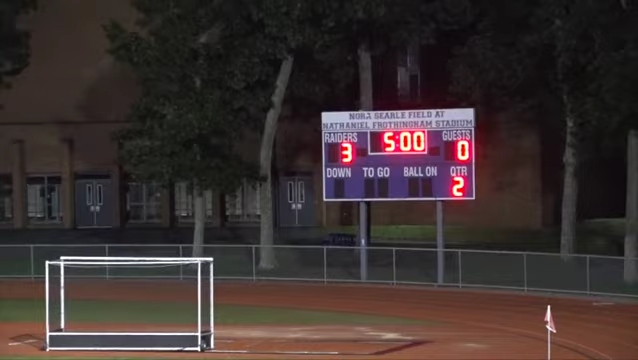 NORA SEARLE FIELD AT
NATHANIEL FROTHINGHAM STADIUM
RAIDERS 5:00 GUESTS
3 0
DOWN TO GO BALL ON QTR
2